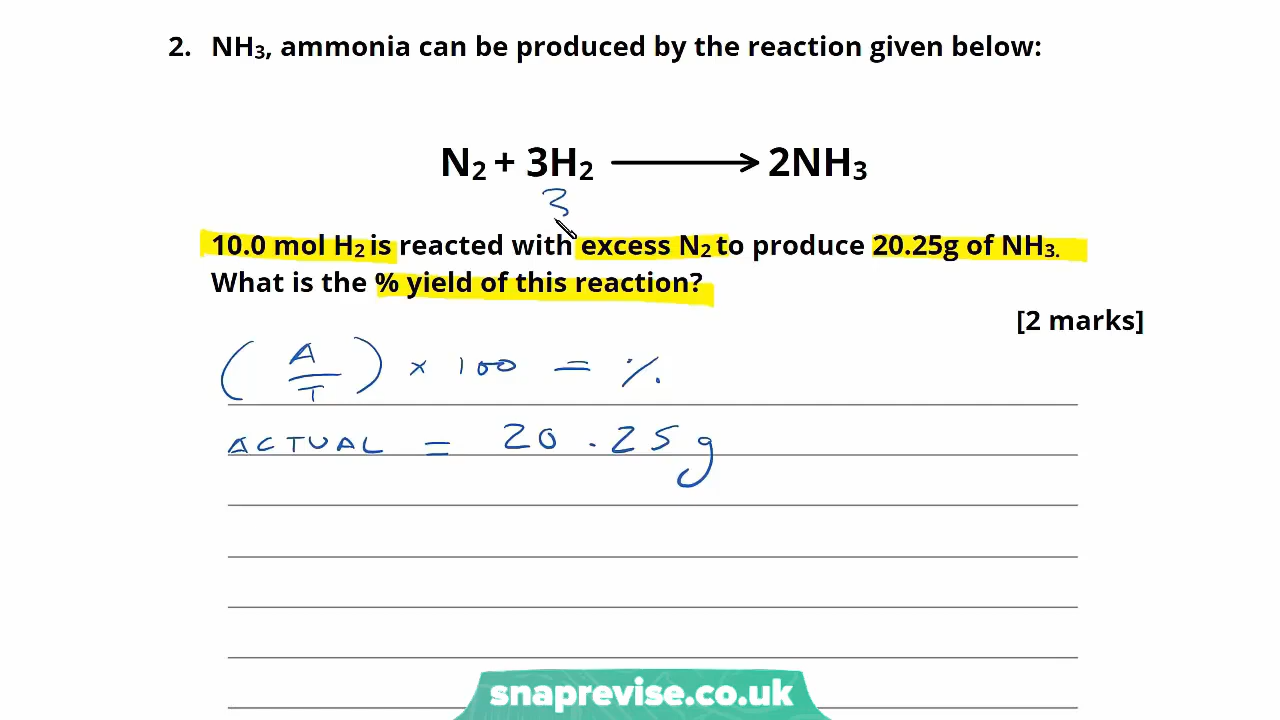 2. NH₃, ammonia can be produced by the reaction given below:
N₂ + 3H₂ ⟶ 2NH₃
3
10.0 mol H₂ is reacted with excess N₂ to produce 20.25g of NH₃.
What is the % yield of this reaction?
[2 marks]
(A/T) × 100 = %
ACTUAL = 20.25g
snaprevise.co.uk